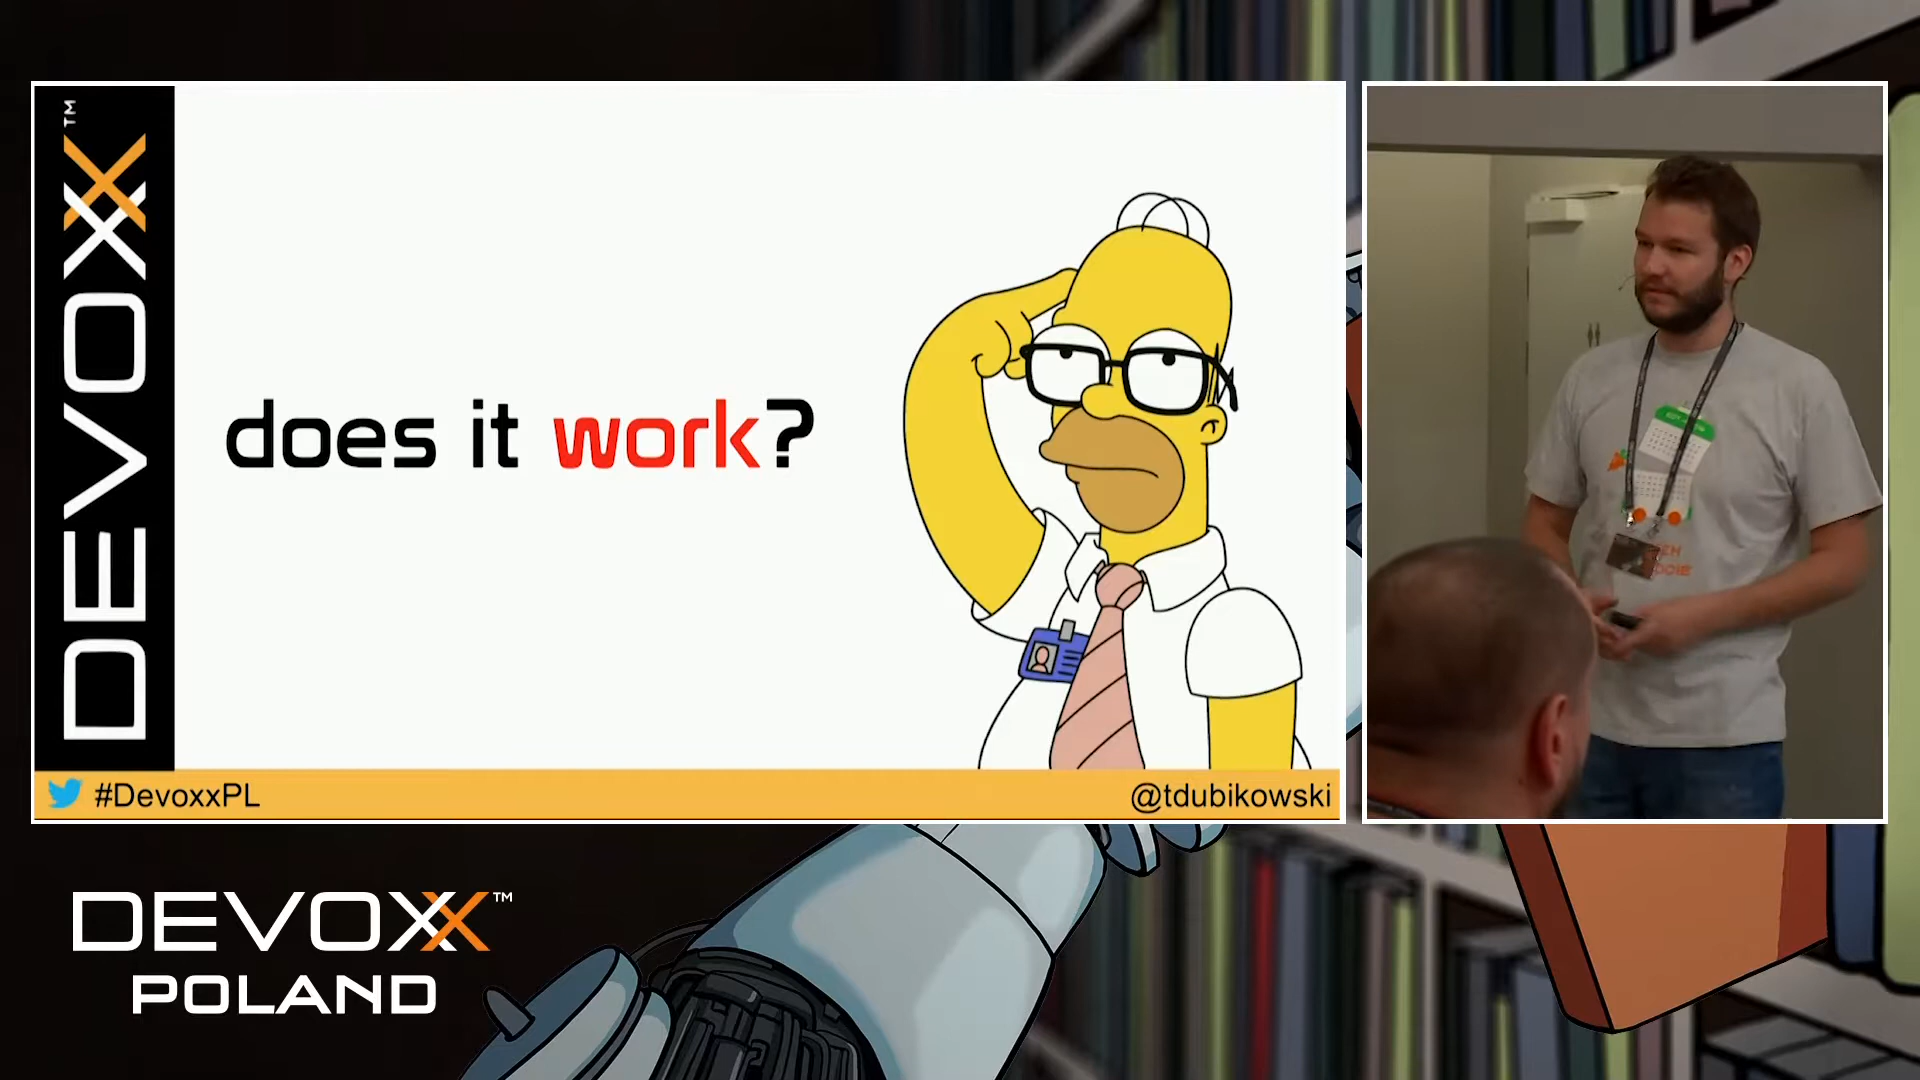 DEVOXX™
does it work?
#DevoxxPL
@tdubikowski
DEVOXX™
POLAND